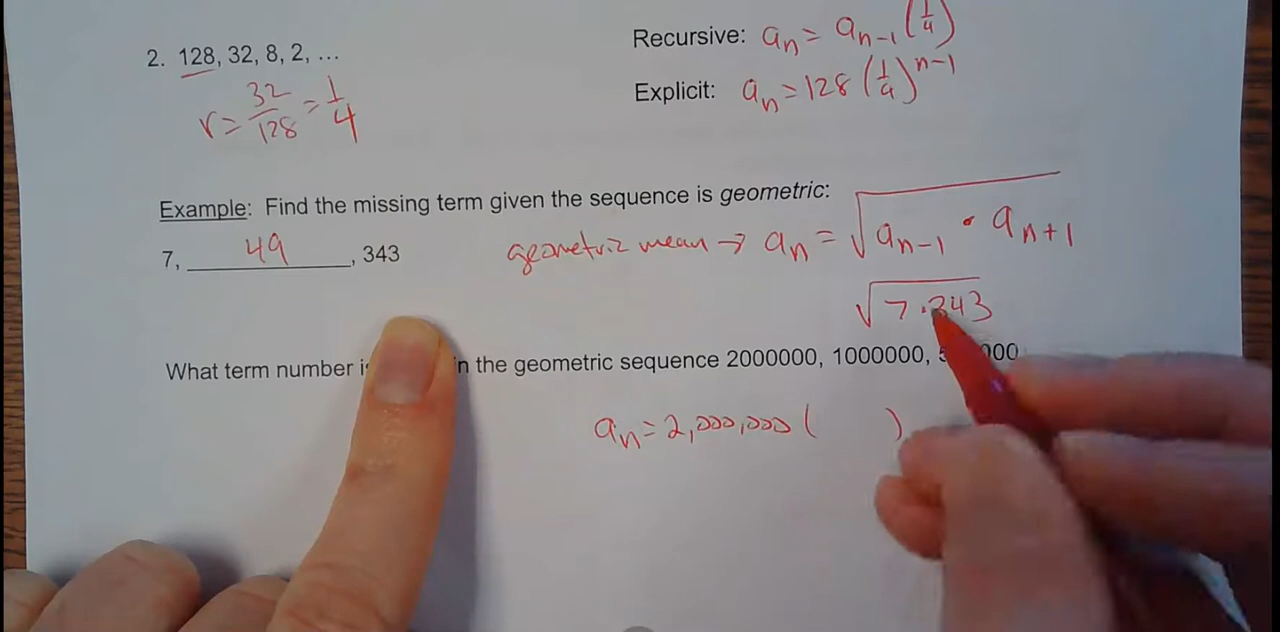 2. 128, 32, 8, 2, ...
Recursive: aₙ = aₙ₋₁ (1/4)
r = 32/128 = 1/4
Explicit: aₙ = 128 (1/4)ⁿ⁻¹
Example: Find the missing term given the sequence is geometric:
7, 49, 343
geometric mean → aₙ = √(aₙ₋₁ · aₙ₊₁)
√(7·343)
What term number in the geometric sequence 2000000, 1000000,
aₙ = 2,000,000 ( )